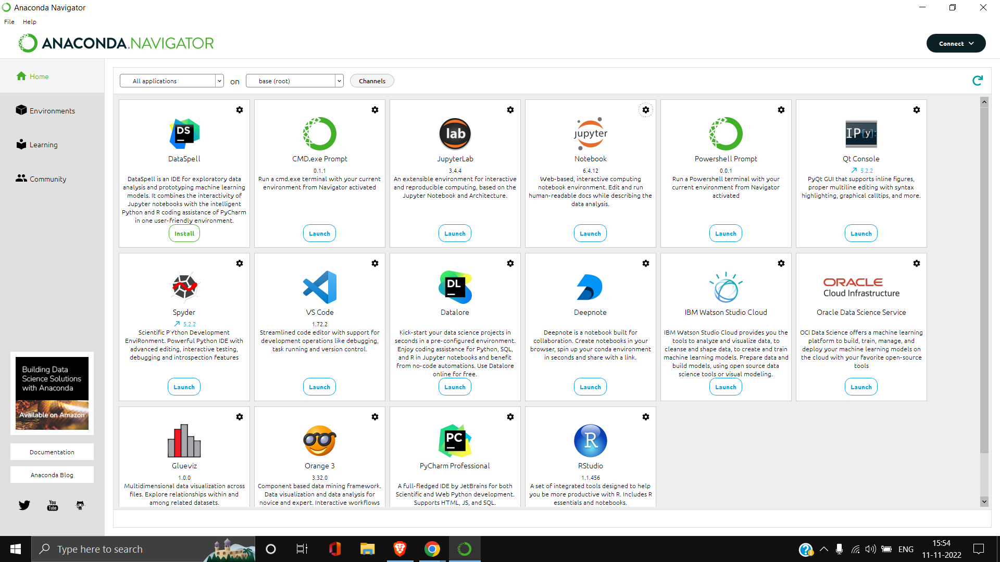 Anaconda Navigator
File Help
ANACONDA.NAVIGATOR
Connect
Home
Environments
Learning
Community
All applications on base (root) Channels
DS
DataSpell
DataSpell is an IDE for exploratory data
analysis and prototyping machine learning
models. It combines the interactivity of
Jupyter notebooks with the intelligent
Python and R coding assistance of PyCharm
in one user-friendly environment.
Install
CMD.exe Prompt
0.1.1
Run a cmd.exe terminal with your current
environment from Navigator activated
Launch
lab
JupyterLab
3.4.4
An extensible environment for interactive
and reproducible computing, based on the
Jupyter Notebook and Architecture.
Launch
jupyter
Notebook
6.4.12
Web-based, interactive computing
notebook environment. Edit and run
human-readable docs while describing the
data analysis.
Launch
Powershell Prompt
0.0.1
Run a Powershell terminal with your
current environment from Navigator
activated
Launch
IP[y]:
Qt Console
5.2.2
PyQt GUI that supports inline figures,
proper multiline editing with syntax
highlighting, graphical calltips, and more.
Launch
Spyder
5.2.2
Scientific PYthon Development
EnviRonment. Powerful Python IDE with
advanced editing, interactive testing,
debugging and introspection features
Launch
VS Code
1.72.2
Streamlined code editor with support for
development operations like debugging,
task running and version control.
Launch
DL
Datalore
Kick-start your data science projects in
seconds in a pre-configured environment.
Enjoy coding assistance for Python, SQL,
and R in Jupyter notebooks and benefit
from no-code automations. Use Datalore
online for free.
Launch
Deepnote
Deepnote is a notebook built for
collaboration. Create notebooks in your
browser, spin up your conda environment
in seconds and share with a link.
Launch
IBM Watson Studio Cloud
IBM Watson Studio Cloud provides you the
tools to analyze and visualize data, to
cleanse and shape data, to create and train
machine learning models. Prepare data and
build models, using open source data
science tools or visual modeling.
Launch
ORACLE
Cloud Infrastructure
Oracle Data Science Service
OCI Data Science offers a machine learning
platform to build, train, manage, and
deploy your machine learning models on
the cloud with your favorite open-source
tools
Launch
Glueviz
1.0.0
Multidimensional data visualization across
files. Explore relationships within and
among related datasets.
Orange 3
3.32.0
Component based data mining framework.
Data visualization and data analysis for
novice and expert. Interactive workflows
PC
PyCharm Professional
A full-fledged IDE by JetBrains for both
Scientific and Web Python development.
Supports HTML, JS, and SQL.
R
RStudio
1.1.456
A set of integrated tools designed to help
you be more productive with R. Includes R
essentials and notebooks.
Building Data
Science Solutions
with Anaconda
Available on Amazon
Documentation
Anaconda Blog
You
Tube
Type here to search
ENG
15:54
11-11-2022